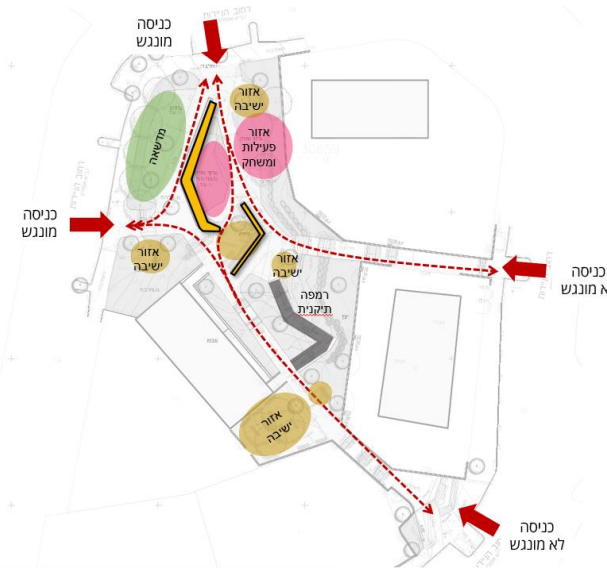 כניסה
מונגש
אזור
ישיבה
אזור
פעילות
ומשחק
מדשאה
כניסה
מונגש
אזור
ישיבה
אזור
ישיבה
רמפה
תיקנית
כניסה
א מונגש
אזור
ישיבה
כניסה
לא מונגש